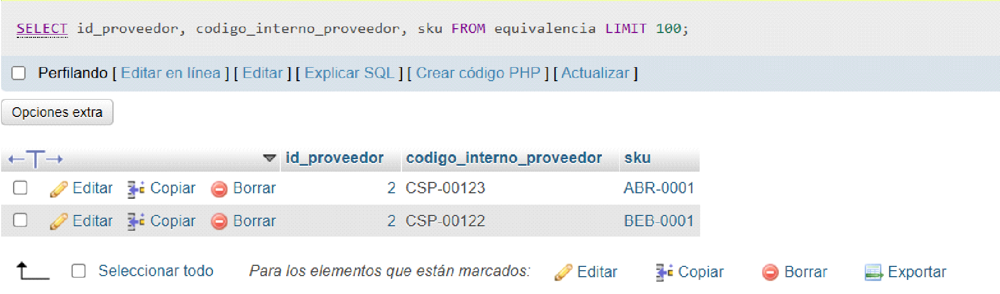 SELECT id_proveedor, codigo_interno_proveedor, sku FROM equivalencia LIMIT 100;
Perfilando [ Editar en línea ] [ Editar ] [ Explicar SQL ] [ Crear código PHP ] [ Actualizar ]
Opciones extra
id_proveedor codigo_interno_proveedor sku
Editar Copiar Borrar 2 CSP-00123 ABR-0001
Editar Copiar Borrar 2 CSP-00122 BEB-0001
Seleccionar todo Para los elementos que están marcados: Editar Copiar Borrar Exportar